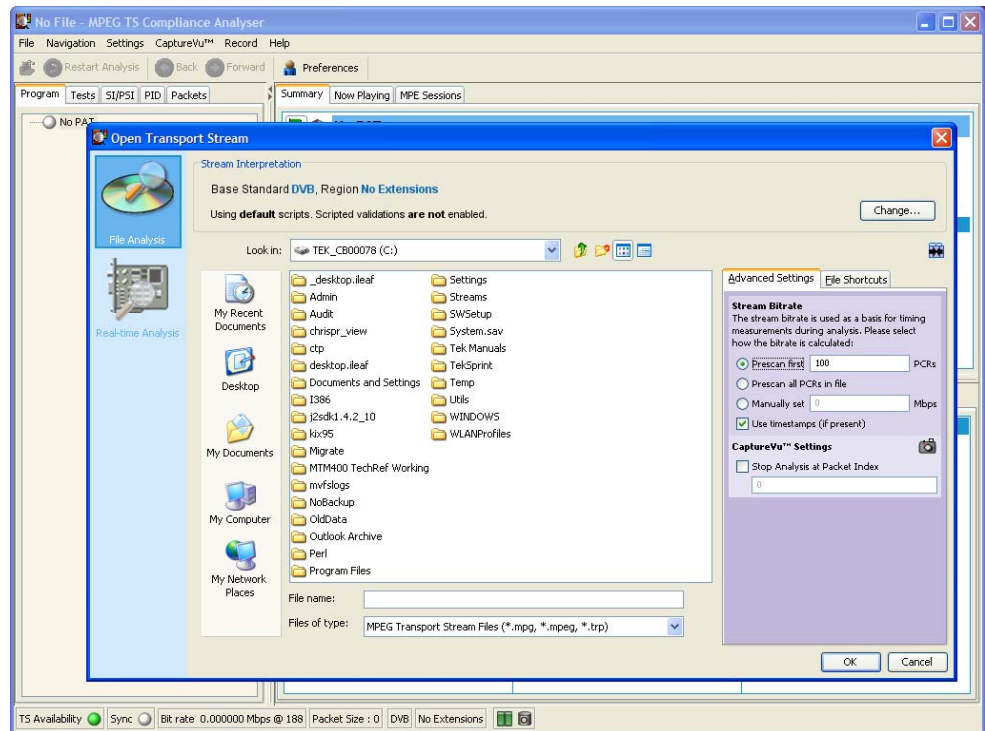 No File - MPEG TS Compliance Analyser
File Navigation Settings CaptureVu™ Record Help
Restart Analysis Back Forward Preferences
Program Tests SI/PSI PID Packets
Summary Now Playing MPE Sessions
No PAT
Open Transport Stream
File Analysis
Real-time Analysis
Stream Interpretation
Base Standard DVB, Region No Extensions
Using default scripts. Scripted validations are not enabled.
Change...
Look in: TEK_CB00078 (C:)
My Recent Documents
Desktop
My Documents
My Computer
My Network Places
_desktop.ileaf
Admin
Audit
chrispr_view
ctp
desktop.ileaf
Documents and Settings
I386
j2sdk1.4.2_10
kix95
Migrate
MTM400 TechRef Working
mvfslogs
NoBackup
OldData
Outlook Archive
Perl
Program Files
Settings
Streams
SWSetup
System.sav
Tek Manuals
TekSprint
Temp
Utils
WINDOWS
WLANProfiles
File name:
Files of type: MPEG Transport Stream Files (*.mpg, *.mpeg, *.trp)
Advanced Settings File Shortcuts
Stream Bitrate
The stream bitrate is used as a basis for timing
measurements during analysis. Please select
how the bitrate is calculated:
Prescan first 100 PCRs
Prescan all PCRs in file
Manually set 0 Mbps
Use timestamps (if present)
CaptureVu™ Settings
Stop Analysis at Packet Index
0
OK Cancel
TS Availability Sync Bit rate 0.000000 Mbps @ 188 Packet Size : 0 DVB No Extensions